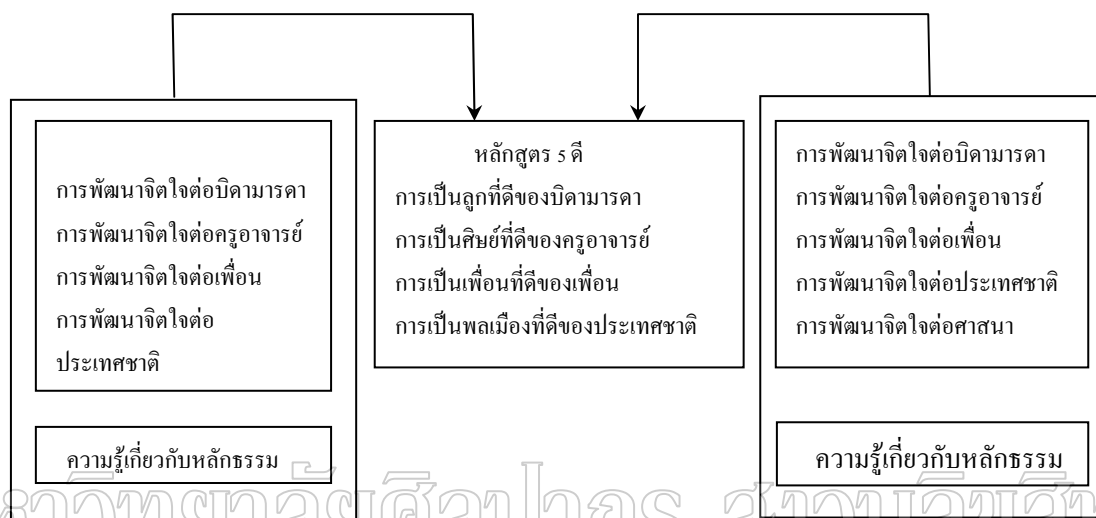 การพัฒนาจิตใจต่อบิดามารดา
การพัฒนาจิตใจต่อครูอาจารย์
การพัฒนาจิตใจต่อเพื่อน
การพัฒนาจิตใจต่อ
ประเทศชาติ
ความรู้เกี่ยวกับหลักธรรม
หลักสูตร 5 ดี
การเป็นลูกที่ดีของบิดามารดา
การเป็นศิษย์ที่ดีของครูอาจารย์
การเป็นเพื่อนที่ดีของเพื่อน
การเป็นพลเมืองที่ดีของประเทศชาติ
การพัฒนาจิตใจต่อบิดามารดา
การพัฒนาจิตใจต่อครูอาจารย์
การพัฒนาจิตใจต่อเพื่อน
การพัฒนาจิตใจต่อประเทศชาติ
การพัฒนาจิตใจต่อศาสนา
ความรู้เกี่ยวกับหลักธรรม